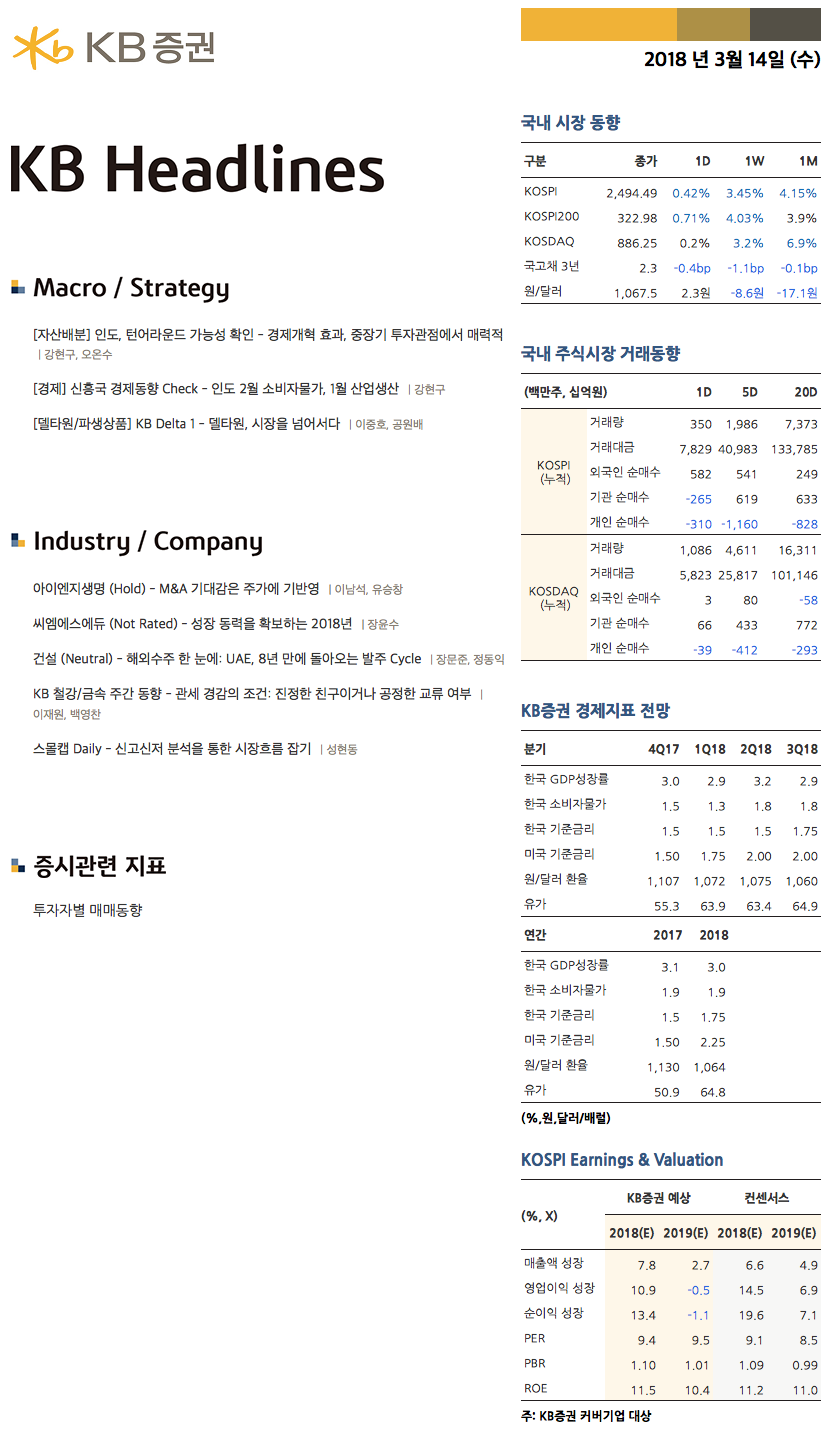 KB 증권
2018 년 3월 14일 (수)
KB Headlines
Macro / Strategy
[자산배분] 인도, 턴어라운드 가능성 확인 – 경제개혁 효과, 중장기 투자관점에서 매력적
| 강현구, 오온수
[경제] 신흥국 경제동향 Check – 인도 2월 소비자물가, 1월 산업생산 | 강현구
[델타원/파생상품] KB Delta 1 – 델타원, 시장을 넘어서다 | 이중호, 공원배
Industry / Company
아이엔지생명 (Hold) – M&A 기대감은 주가에 기반영 | 이남석, 유승창
씨엠에스에듀 (Not Rated) – 성장 동력을 확보하는 2018년 | 장윤수
건설 (Neutral) – 해외수주 한 눈에: UAE, 8년 만에 돌아오는 발주 Cycle | 장문준, 정동익
KB 철강/금속 주간 동향 – 관세 경감의 조건: 진정한 친구이거나 공정한 교류 여부 |
이재원, 백영찬
스몰캡 Daily – 신고신저 분석을 통한 시장흐름 잡기 | 성현동
증시관련 지표
투자자별 매매동향
국내 시장 동향
구분 종가 1D 1W 1M
KOSPI 2,494.49 0.42% 3.45% 4.15%
KOSPI200 322.98 0.71% 4.03% 3.9%
KOSDAQ 886.25 0.2% 3.2% 6.9%
국고채 3년 2.3 -0.4bp -1.1bp -0.1bp
원/달러 1,067.5 2.3원 -8.6원 -17.1원
국내 주식시장 거래동향
(백만주, 십억원) 1D 5D 20D
KOSPI
(누적)
거래량 350 1,986 7,373
거래대금 7,829 40,983 133,785
외국인 순매수 582 541 249
기관 순매수 -265 619 633
개인 순매수 -310 -1,160 -828
KOSDAQ
(누적)
거래량 1,086 4,611 16,311
거래대금 5,823 25,817 101,146
외국인 순매수 3 80 -58
기관 순매수 66 433 772
개인 순매수 -39 -412 -293
KB증권 경제지표 전망
분기 4Q17 1Q18 2Q18 3Q18
한국 GDP성장률 3.0 2.9 3.2 2.9
한국 소비자물가 1.5 1.3 1.8 1.8
한국 기준금리 1.5 1.5 1.5 1.75
미국 기준금리 1.50 1.75 2.00 2.00
원/달러 환율 1,107 1,072 1,075 1,060
유가 55.3 63.9 63.4 64.9
연간 2017 2018
한국 GDP성장률 3.1 3.0
한국 소비자물가 1.9 1.9
한국 기준금리 1.5 1.75
미국 기준금리 1.50 2.25
원/달러 환율 1,130 1,064
유가 50.9 64.8
(%,원,달러/배럴)
KOSPI Earnings & Valuation
(%, X) KB증권 예상 컨센서스
2018(E) 2019(E) 2018(E) 2019(E)
매출액 성장 7.8 2.7 6.6 4.9
영업이익 성장 10.9 -0.5 14.5 6.9
순이익 성장 13.4 -1.1 19.6 7.1
PER 9.4 9.5 9.1 8.5
PBR 1.10 1.01 1.09 0.99
ROE 11.5 10.4 11.2 11.0
주: KB증권 커버기업 대상